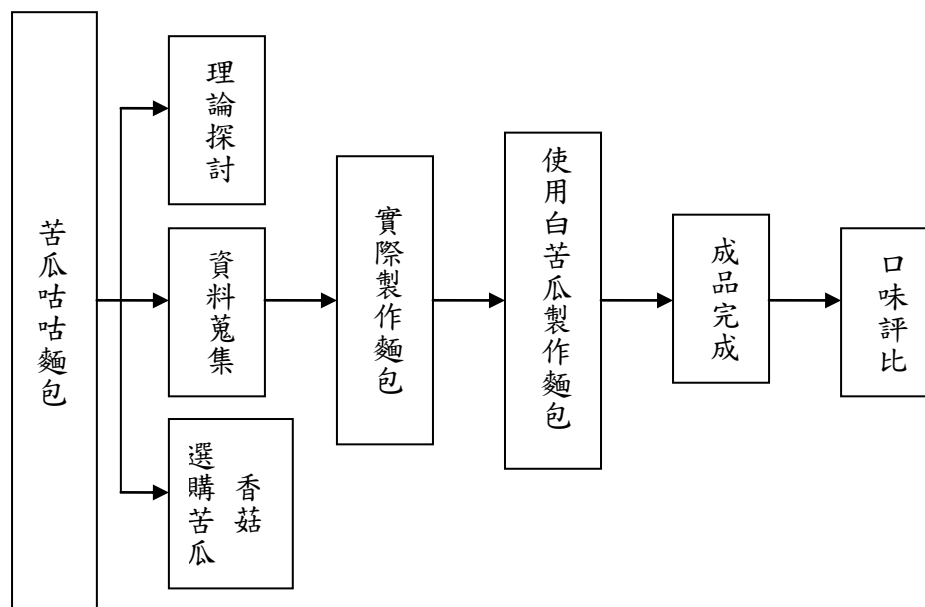 苦瓜咕咕麵包
理論探討
資料蒐集
選購苦瓜
香菇
實際製作麵包
使用白苦瓜製作麵包
成品完成
口味評比